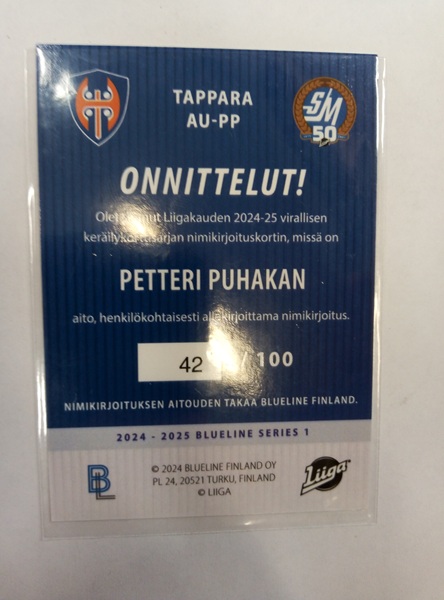 TAPPARA
AU-PP
SM
50
ONNITTELUT!
Liigakauden 2024-25 virallisen
nimikirjoituskortin, missä on
PETTERI PUHAKAN
aito, henkilökohtaisesti allekirjoittama nimikirjoitus.
42 / 100
NIMIKIRJOITUKSEN AITOUDEN TAKAA BLUELINE FINLAND.
2024 - 2025 BLUELINE SERIES 1
BL
© 2024 BLUELINE FINLAND OY
PL 24, 20521 TURKU, FINLAND
© LIIGA
Liiga